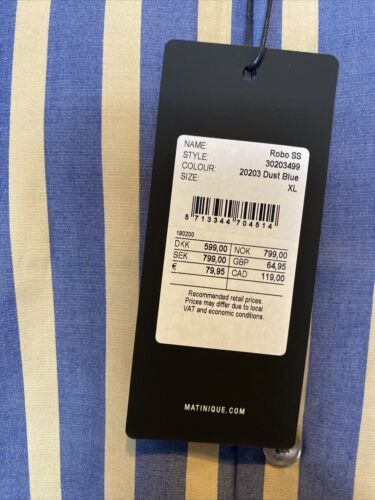 NAME: Robo SS
STYLE: 30203499
COLOUR: 20203 Dust Blue
SIZE: XL
5 713344 704514
190200
DKK 599,00 NOK 799,00
SEK 799,00 GBP 64,95
€ 79,95 CAD 119,00
Recommended retail prices.
Prices may differ due to local
VAT and economic conditions.
MATINIQUE.COM